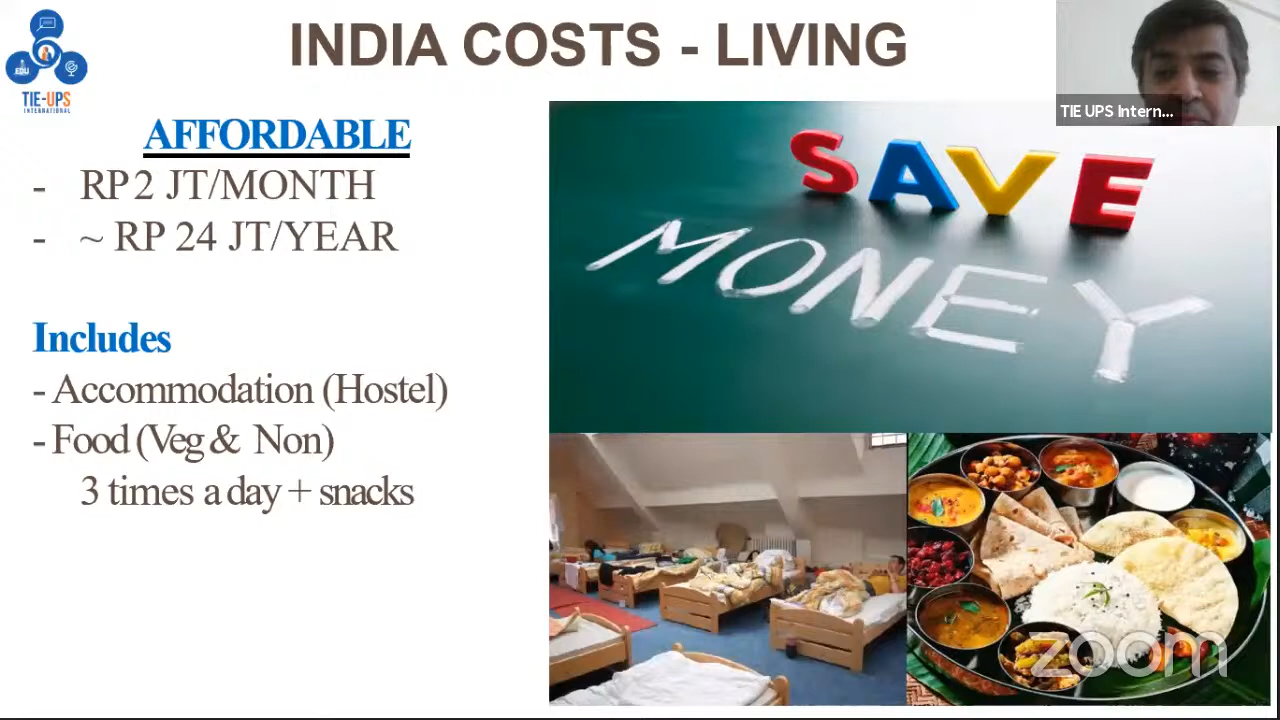 INDIA COSTS - LIVING
EDU
TIE-UPS
INTERNATIONAL
TIE UPS Intern...
AFFORDABLE
- RP 2 JT/MONTH
- ~ RP 24 JT/YEAR
Includes
- Accommodation (Hostel)
- Food (Veg & Non)
3 times a day + snacks
SAVE
MONEY
zoom